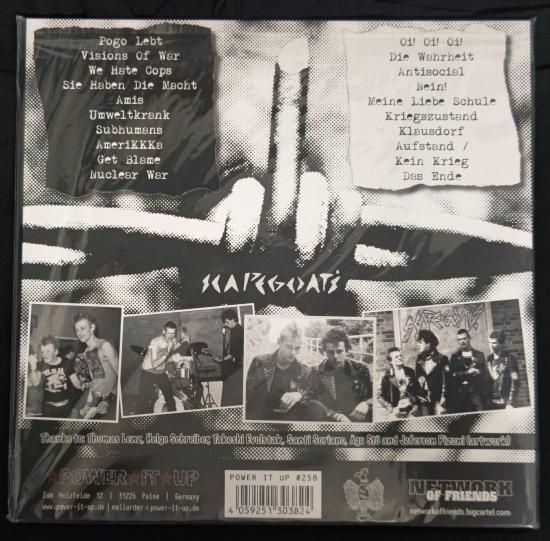 Pogo Lebt
Visions Of War
We Hate Cops
Sie Haben Die Macht
Amis
Umweltkrank
Subhumans
AmeriKKKa
Get Blame
Nuclear War
Oi! Oi! Oi!
Die Wahrheit
Antisocial
Nein!
Meine Liebe Schule
Kriegszustand
Klausdorf
Aufstand /
Kein Krieg
Das Ende
SCAPEGOATS
SCAPEGOATS
Thanks to: Thomas Lenz, Helge Schreiber, Takeshi Evolstak, Santi Soriano, Agu Sri and Jeferson Pizoni (artwork)
POWER IT UP
Zum Holzfelde 12 | 31226 Peine | Germany
www.power-it-up.de | mailorder@power-it-up.de
POWER IT UP #258
4 059251 303824
NETWORK
OF FRIENDS
networkoffriends.bigcartel.com